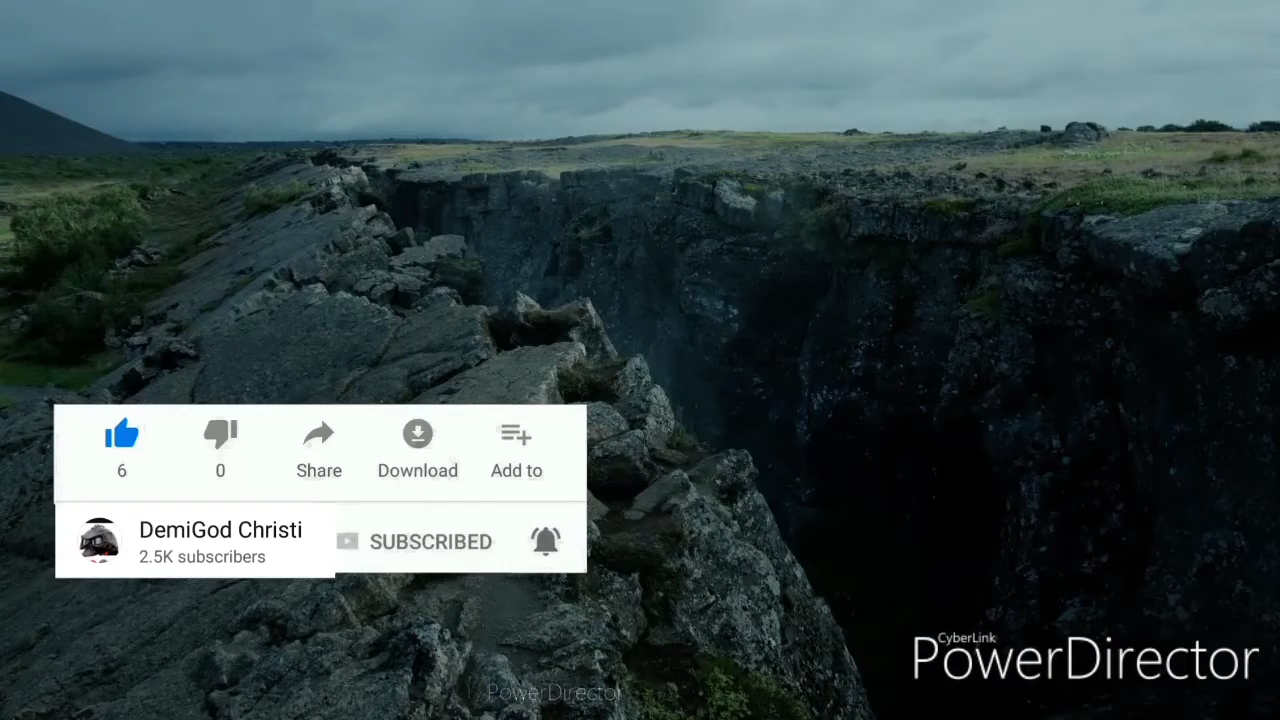 6
0
Share
Download
Add to
DemiGod Christi
2.5K subscribers
SUBSCRIBED
CyberLink
PowerDirector
PowerDirector